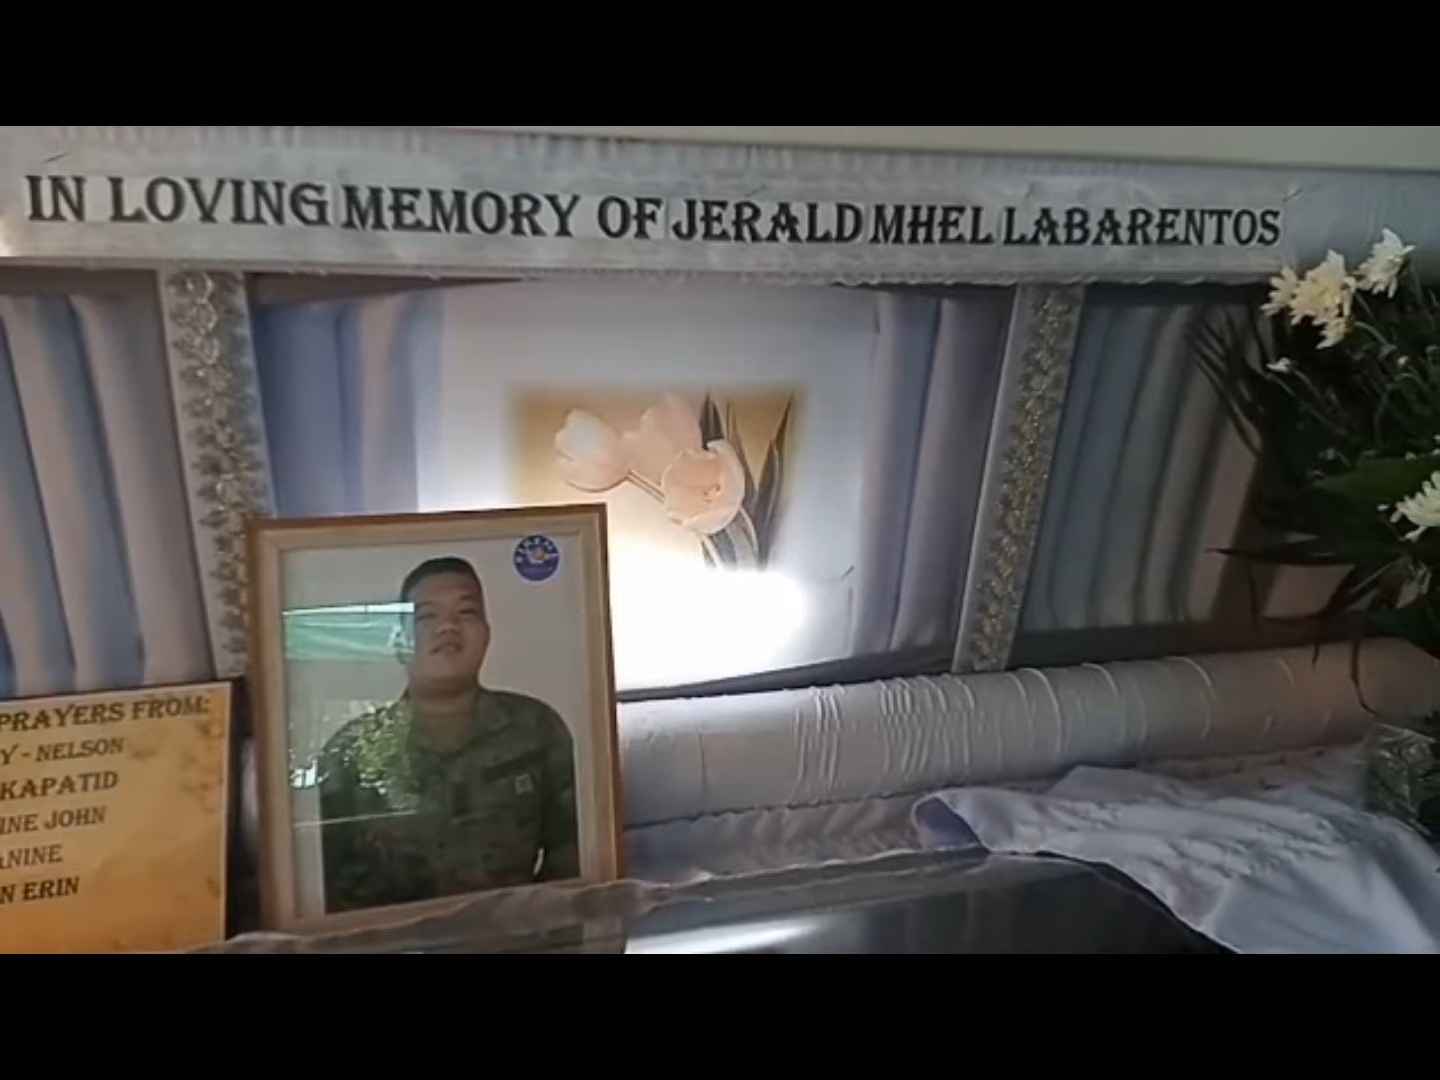 IN LOVING MEMORY OF JERALD MHEL LABARENTOS
PRAYERS FROM:
Y - NELSON
KAPATID
INE JOHN
ANINE
N ERIN